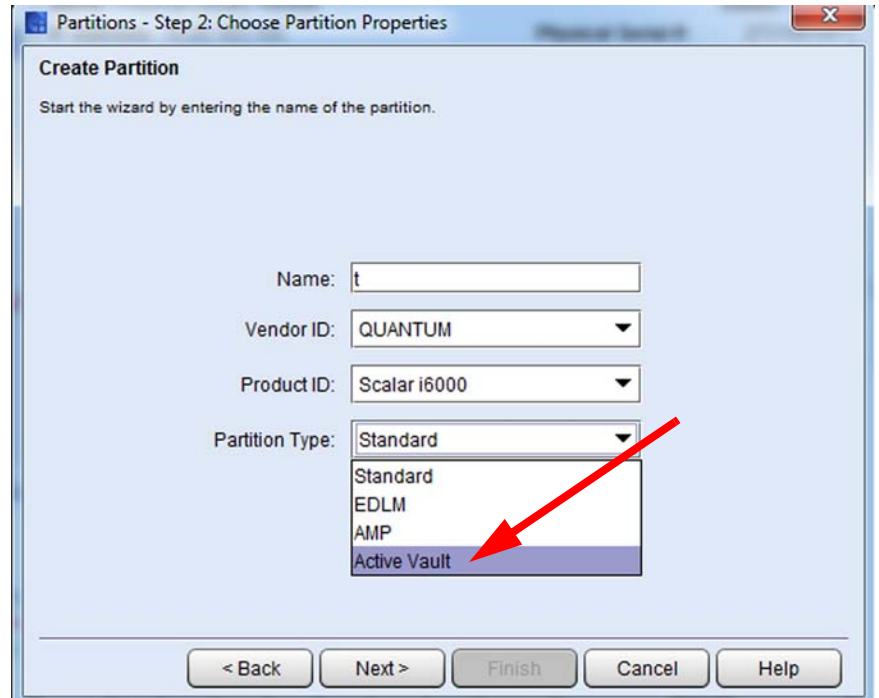 Partitions - Step 2: Choose Partition Properties
Create Partition
Start the wizard by entering the name of the partition.
Name: t
Vendor ID: QUANTUM
Product ID: Scalar i6000
Partition Type: Standard
Standard
EDLM
AMP
Active Vault
< Back Next > Finish Cancel Help